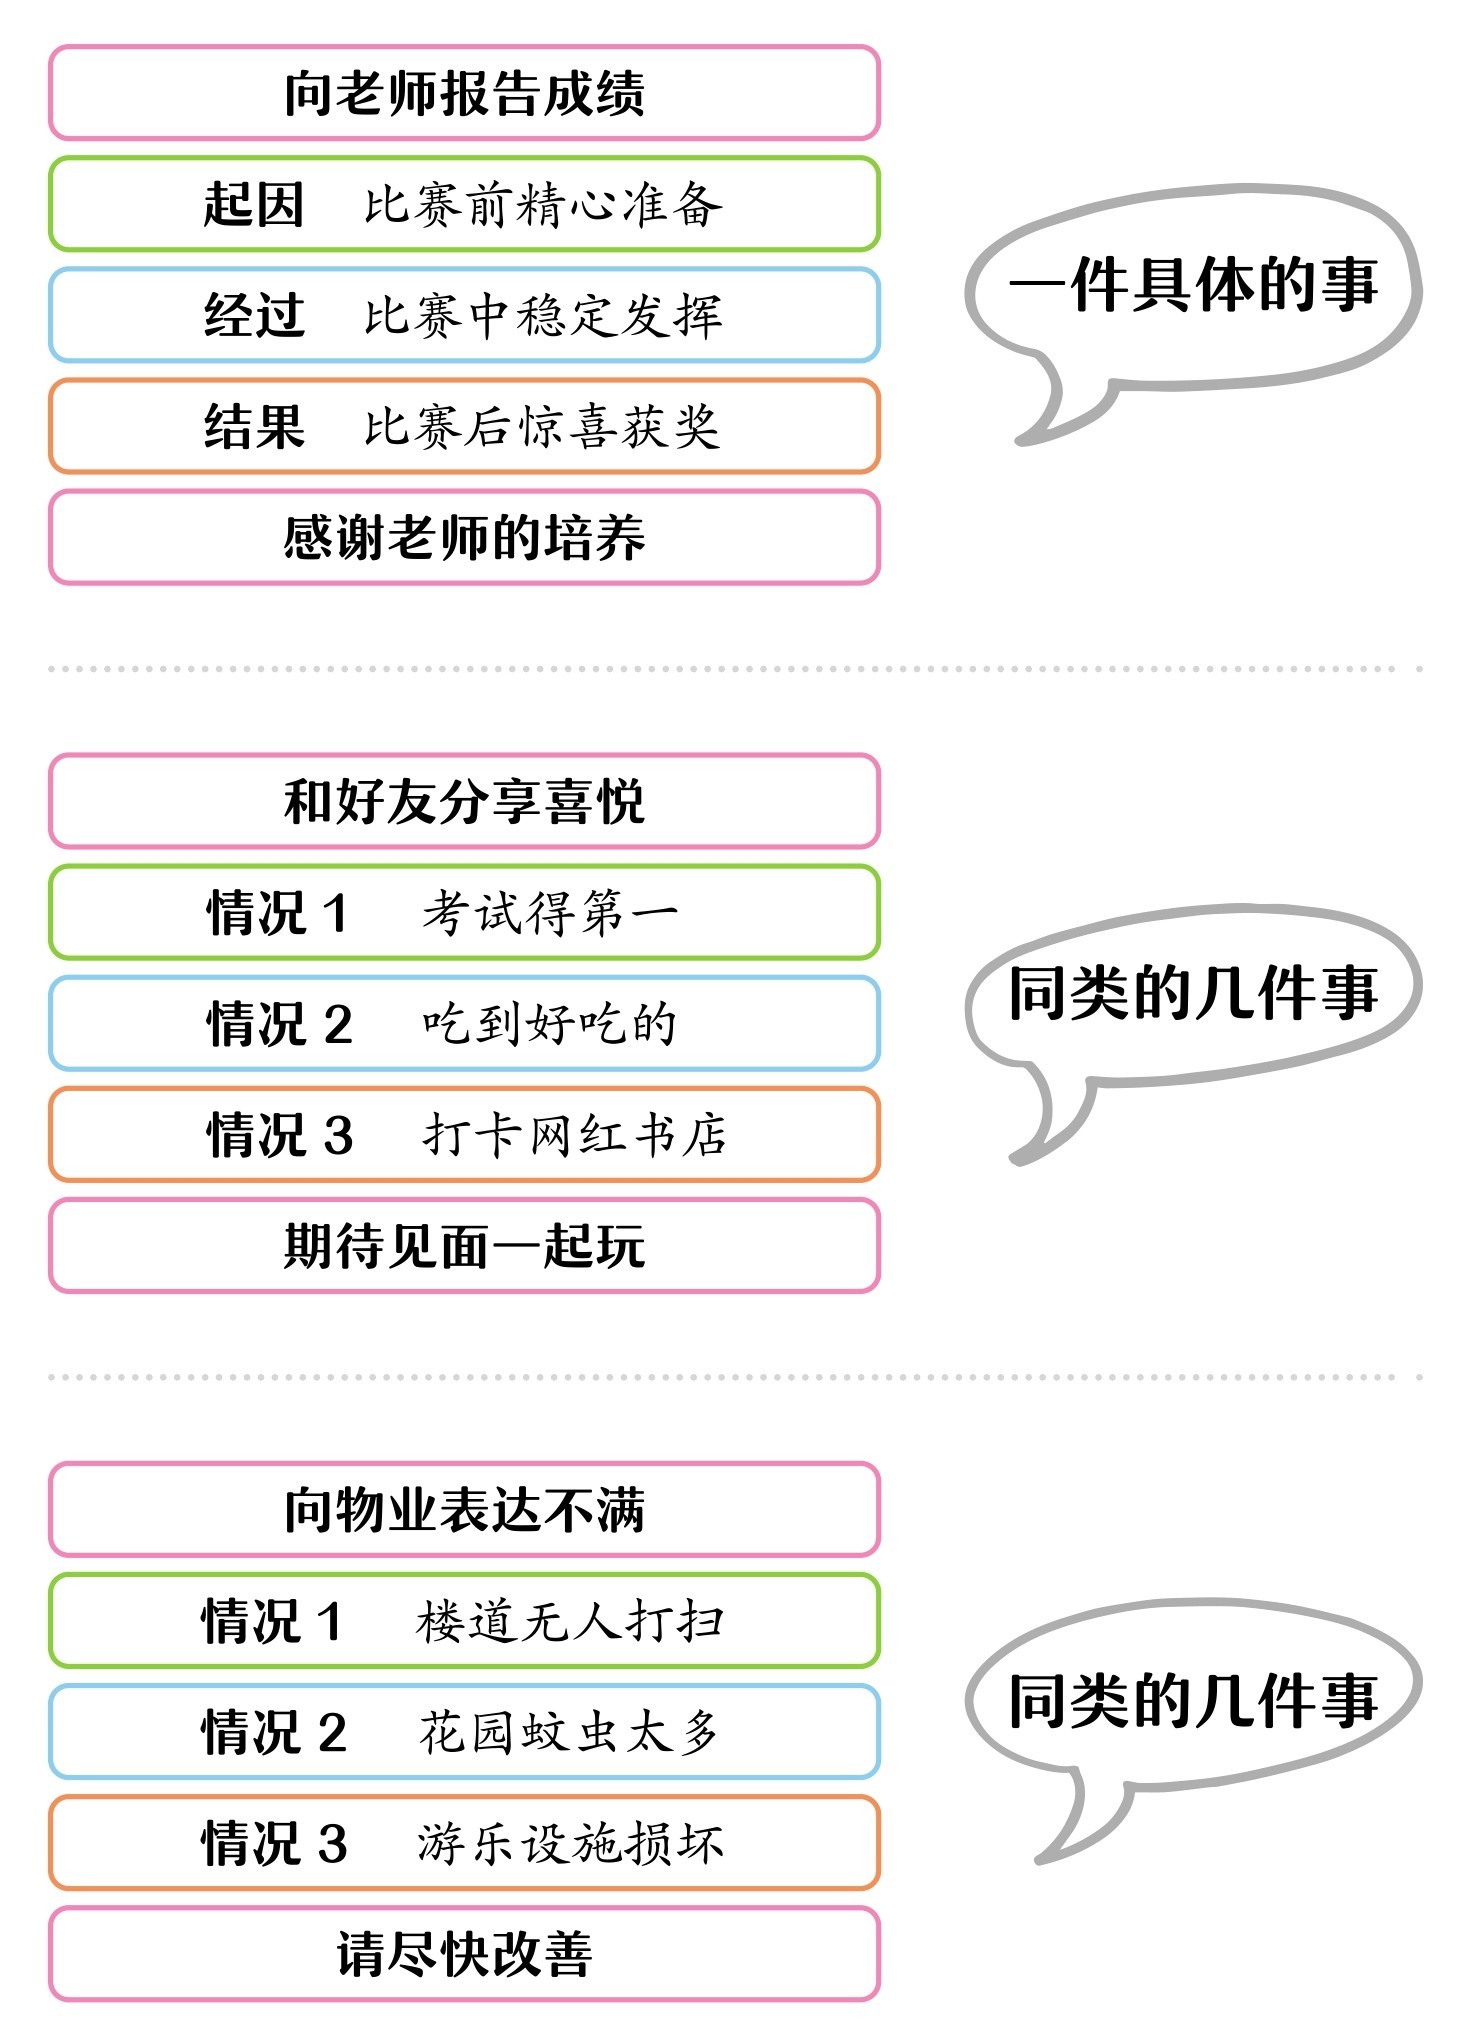 向老师报告成绩
起因 比赛前精心准备
经过 比赛中稳定发挥
结果 比赛后惊喜获奖
感谢老师的培养
一件具体的事
和好友分享喜悦
情况 1 考试得第一
情况 2 吃到好吃的
情况 3 打卡网红书店
期待见面一起玩
同类的几件事
向物业表达不满
情况 1 楼道无人打扫
情况 2 花园蚊虫太多
情况 3 游乐设施损坏
请尽快改善
同类的几件事